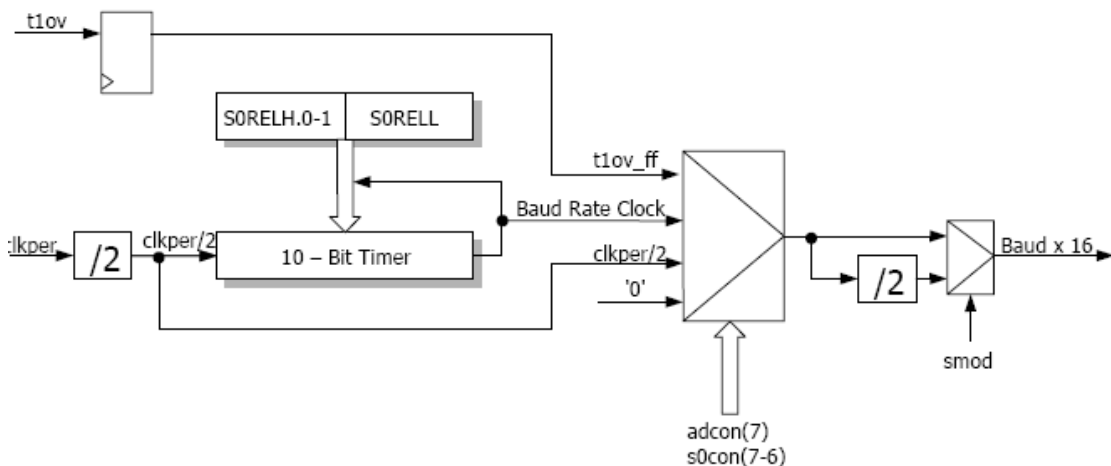 t1ov
S0RELH.0-1 S0RELL
t1ov_ff
Baud Rate Clock
clkper /2 clkper/2 10 – Bit Timer clkper/2
'0'
/2 Baud x 16
smod
adcon(7)
s0con(7-6)